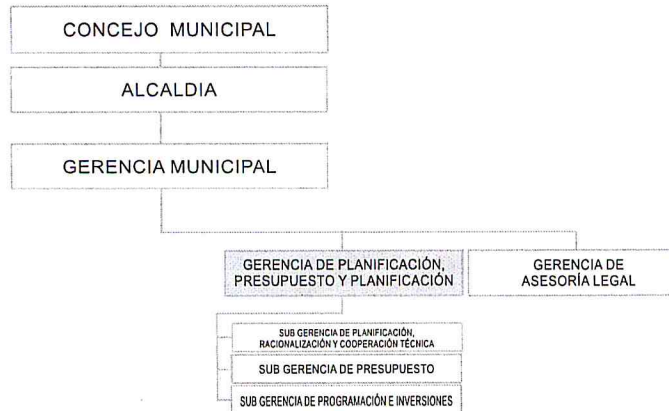 CONCEJO MUNICIPAL
ALCALDIA
GERENCIA MUNICIPAL
GERENCIA DE PLANIFICACIÓN,
PRESUPUESTO Y PLANIFICACIÓN
GERENCIA DE
ASESORÍA LEGAL
SUB GERENCIA DE PLANIFICACIÓN,
RACIONALIZACIÓN Y COOPERACIÓN TÉCNICA
SUB GERENCIA DE PRESUPUESTO
SUB GERENCIA DE PROGRAMACIÓN E INVERSIONES